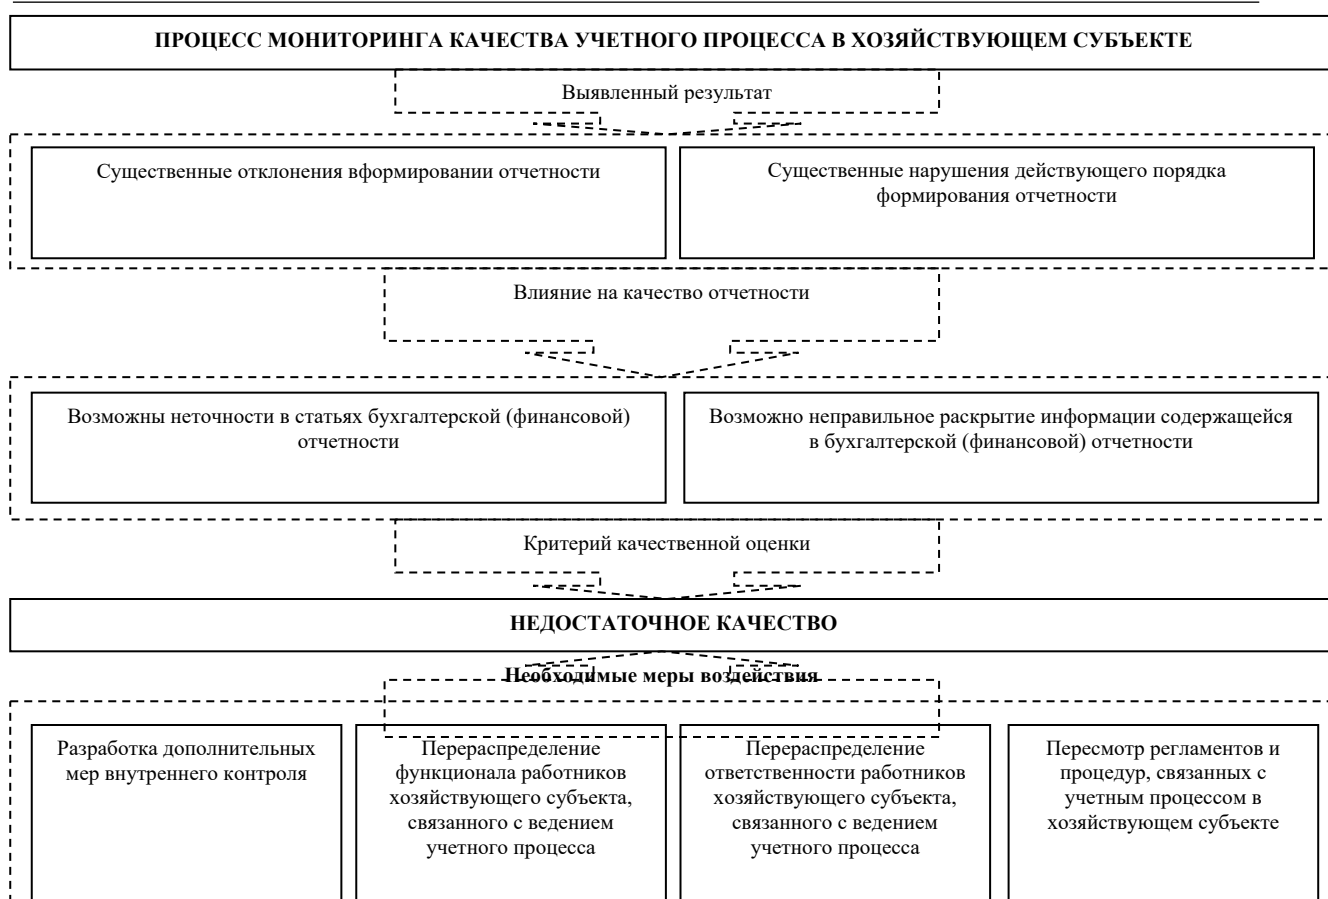 ПРОЦЕСС МОНИТОРИНГА КАЧЕСТВА УЧЕТНОГО ПРОЦЕССА В ХОЗЯЙСТВУЮЩЕМ СУБЪЕКТЕ
Выявленный результат
Существенные отклонения вформировании отчетности
Существенные нарушения действующего порядка
формирования отчетности
Влияние на качество отчетности
Возможны неточности в статьях бухгалтерской (финансовой)
отчетности
Возможно неправильное раскрытие информации содержащейся
в бухгалтерской (финансовой) отчетности
Критерий качественной оценки
НЕДОСТАТОЧНОЕ КАЧЕСТВО
Необходимые меры воздействия
Разработка дополнительных
мер внутреннего контроля
Перераспределение
функционала работников
хозяйствующего субъекта,
связанного с ведением
учетного процесса
Перераспределение
ответственности работников
хозяйствующего субъекта,
связанного с ведением
учетного процесса
Пересмотр регламентов и
процедур, связанных с
учетным процессом в
хозяйствующем субъекте